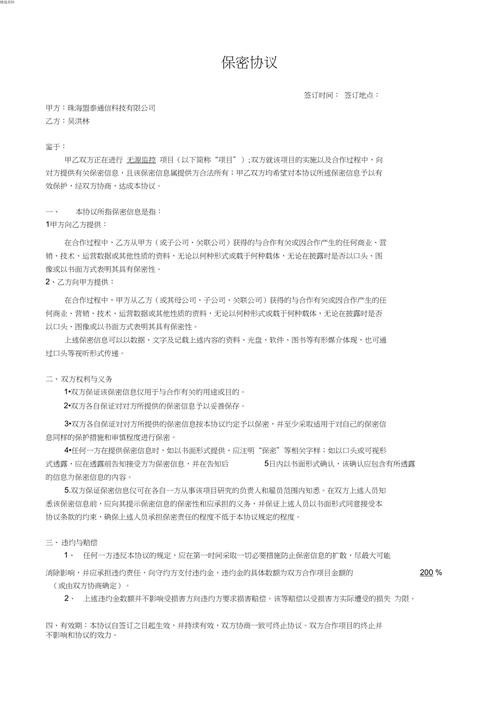 保密协议
签订时间： 签订地点：
甲方：珠海盟泰通信科技有限公司
乙方：吴洪林
鉴于：
甲乙双方正在进行 无源监控 项目（以下简称“项目”）;双方就该项目的实施以及合作过程中，向
对方提供有关保密信息，且该保密信息属提供方合法所有；甲乙双方均希望对本协议所述保密信息予以有
效保护，经双方协商，达成本协议。
一、 本协议所指保密信息是指：
1甲方向乙方提供：
在合作过程中，乙方从甲方（或子公司、关联公司）获得的与合作有关或因合作产生的任何商业、营
销、技术、运营数据或其他性质的资料，无论以何种形式或载于何种载体，无论在披露时是否以口头、图
像或以书面方式表明其具有保密性。
2、乙方向甲方提供：
在合作过程中，甲方从乙方（或其母公司、子公司、关联公司）获得的与合作有关或因合作产生的任
何商业、营销、技术、运营数据或其他性质的资料，无论以何种形式或载于何种载体，无论在披露时是否
以口头、图像或以书面方式表明其具有保密性。
上述保密信息可以以数据、文字及记载上述内容的资料、光盘、软件、图书等有形媒介体现，也可通
过口头等视听形式传递。
二、双方权利与义务
1•双方保证该保密信息仅用于与合作有关的用途或目的。
2•双方各自保证对对方所提供的保密信息予以妥善保存。
3•双方各自保证对对方所提供的保密信息按本协议约定予以保密，并至少采取适用于对自己的保密信
息同样的保护措施和审慎程度进行保密。
4•任何一方在提供保密信息时，如以书面形式提供，应注明“保密”等相关字样；如以口头或可视形
式透露，应在透露前告知接受方为保密信息，并在告知后 5日内以书面形式确认，该确认应包含有所透露
的信息为保密信息的内容。
5.双方保证保密信息仅可在各自一方从事该项目研究的负责人和雇员范围内知悉。在双方上述人员知
悉该保密信息前，应向其提示保密信息的保密性和应承担的义务，并保证上述人员以书面形式同意接受本
协议条款的约束，确保上述人员承担保密责任的程度不低于本协议规定的程度。
三、违约与赔偿
1、 任何一方违反本协议的规定，应在第一时间采取一切必要措施防止保密信息的扩散，尽最大可能
消除影响，并应承担违约责任，向守约方支付违约金，违约金的具体数额为双方合作项目金额的 200 %
（或由双方协商确定）。
2、 上述违约金数额并不影响受损害方向违约方要求损害赔偿。该等赔偿以受损害方实际遭受的损失 为限。
四、有效期：本协议自签订之日起生效，并持续有效，双方协商一致可终止协议。双方合作项目的终止并
不影响和协议的效力。